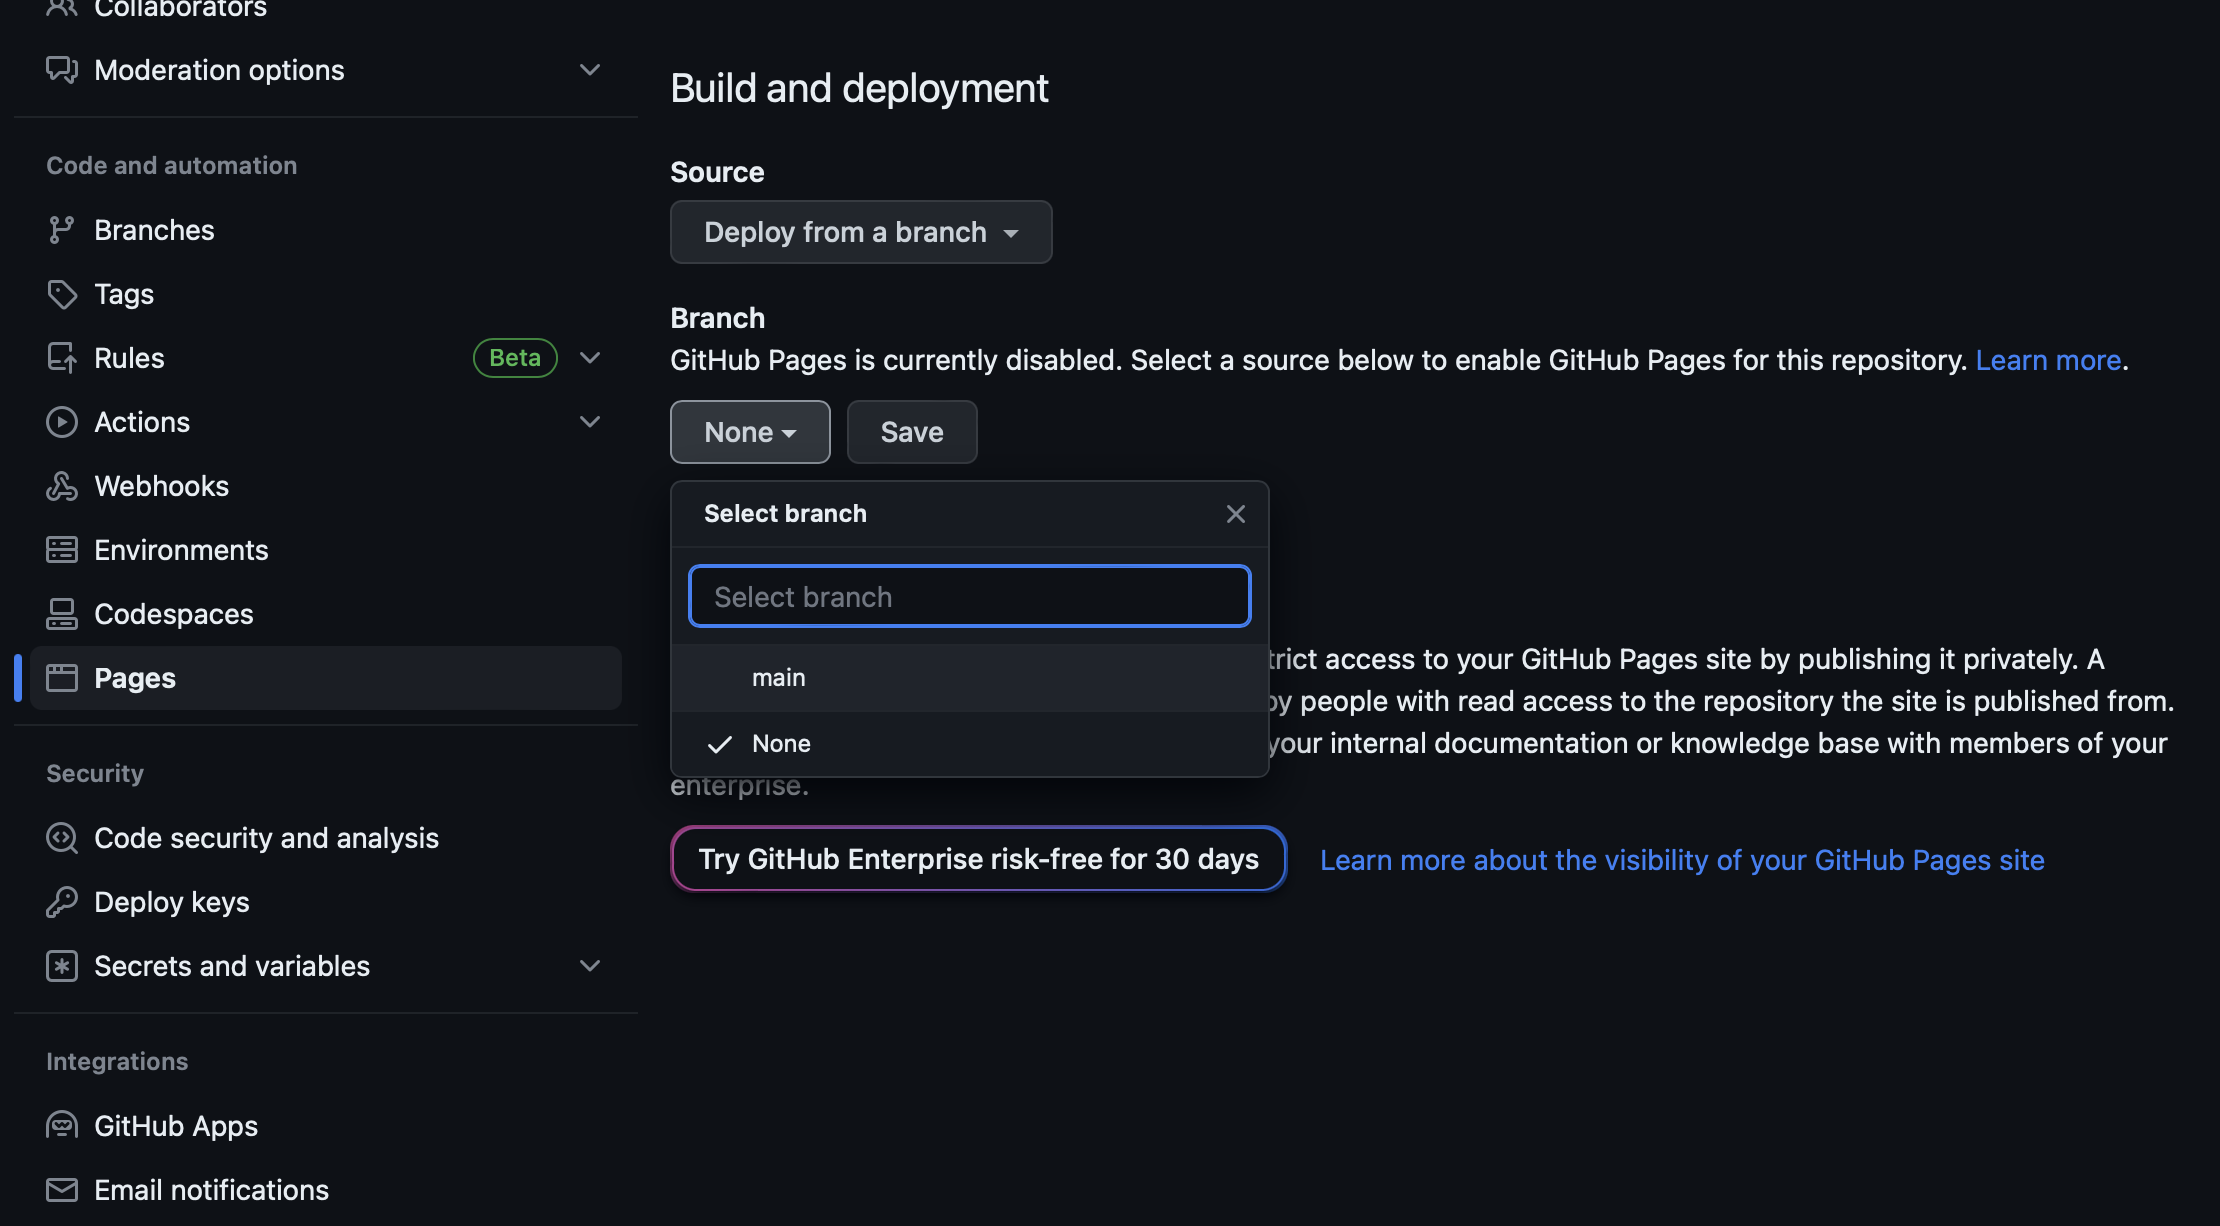 Collaborators
Moderation options
Code and automation
Branches
Tags
Rules
Beta
Actions
Webhooks
Environments
Codespaces
Pages
Security
Code security and analysis
Deploy keys
Secrets and variables
Integrations
GitHub Apps
Email notifications
Build and deployment
Source
Deploy from a branch
Branch
GitHub Pages is currently disabled. Select a source below to enable GitHub Pages for this repository. Learn more.
None
Save
Select branch
Select branch
main
None
access to your GitHub Pages site by publishing it privately. A
by people with read access to the repository the site is published from.
your internal documentation or knowledge base with members of your
enterprise.
Try GitHub Enterprise risk-free for 30 days
Learn more about the visibility of your GitHub Pages site